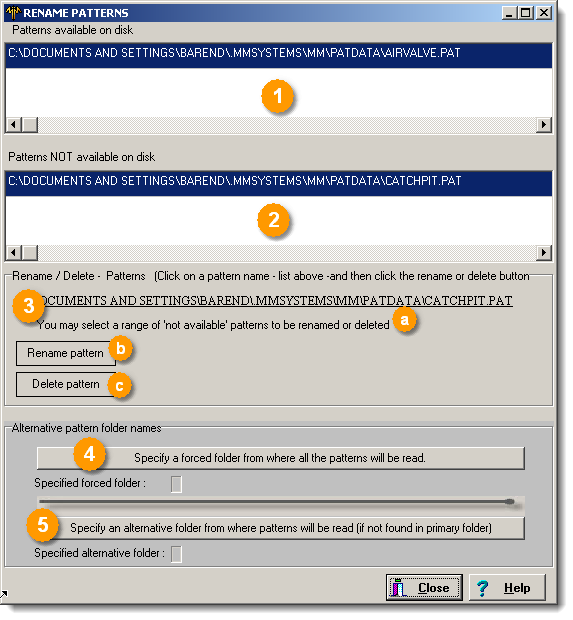 RENAME PATTERNS
Patterns available on disk
C:\DOCUMENTS AND SETTINGS\BAREND\.MMSYSTEMS\MM\PATDATA\AIRVALVE.PAT
1
Patterns NOT available on disk
C:\DOCUMENTS AND SETTINGS\BAREND\.MMSYSTEMS\MM\PATDATA\CATCHPIT.PAT
2
Rename / Delete - Patterns (Click on a pattern name - list above -and then click the rename or delete button
3 OCUMENTS AND SETTINGS\BAREND\.MMSYSTEMS\MM\PATDATA\CATCHPIT.PAT
You may select a range of 'not available' patterns to be renamed or deleted a
Rename pattern b
Delete pattern c
Alternative pattern folder names
4 Specify a forced folder from where all the patterns will be read.
Specified forced folder :
5 Specify an alternative folder from where patterns will be read (if not found in primary folder)
Specified alternative folder :
Close ? Help